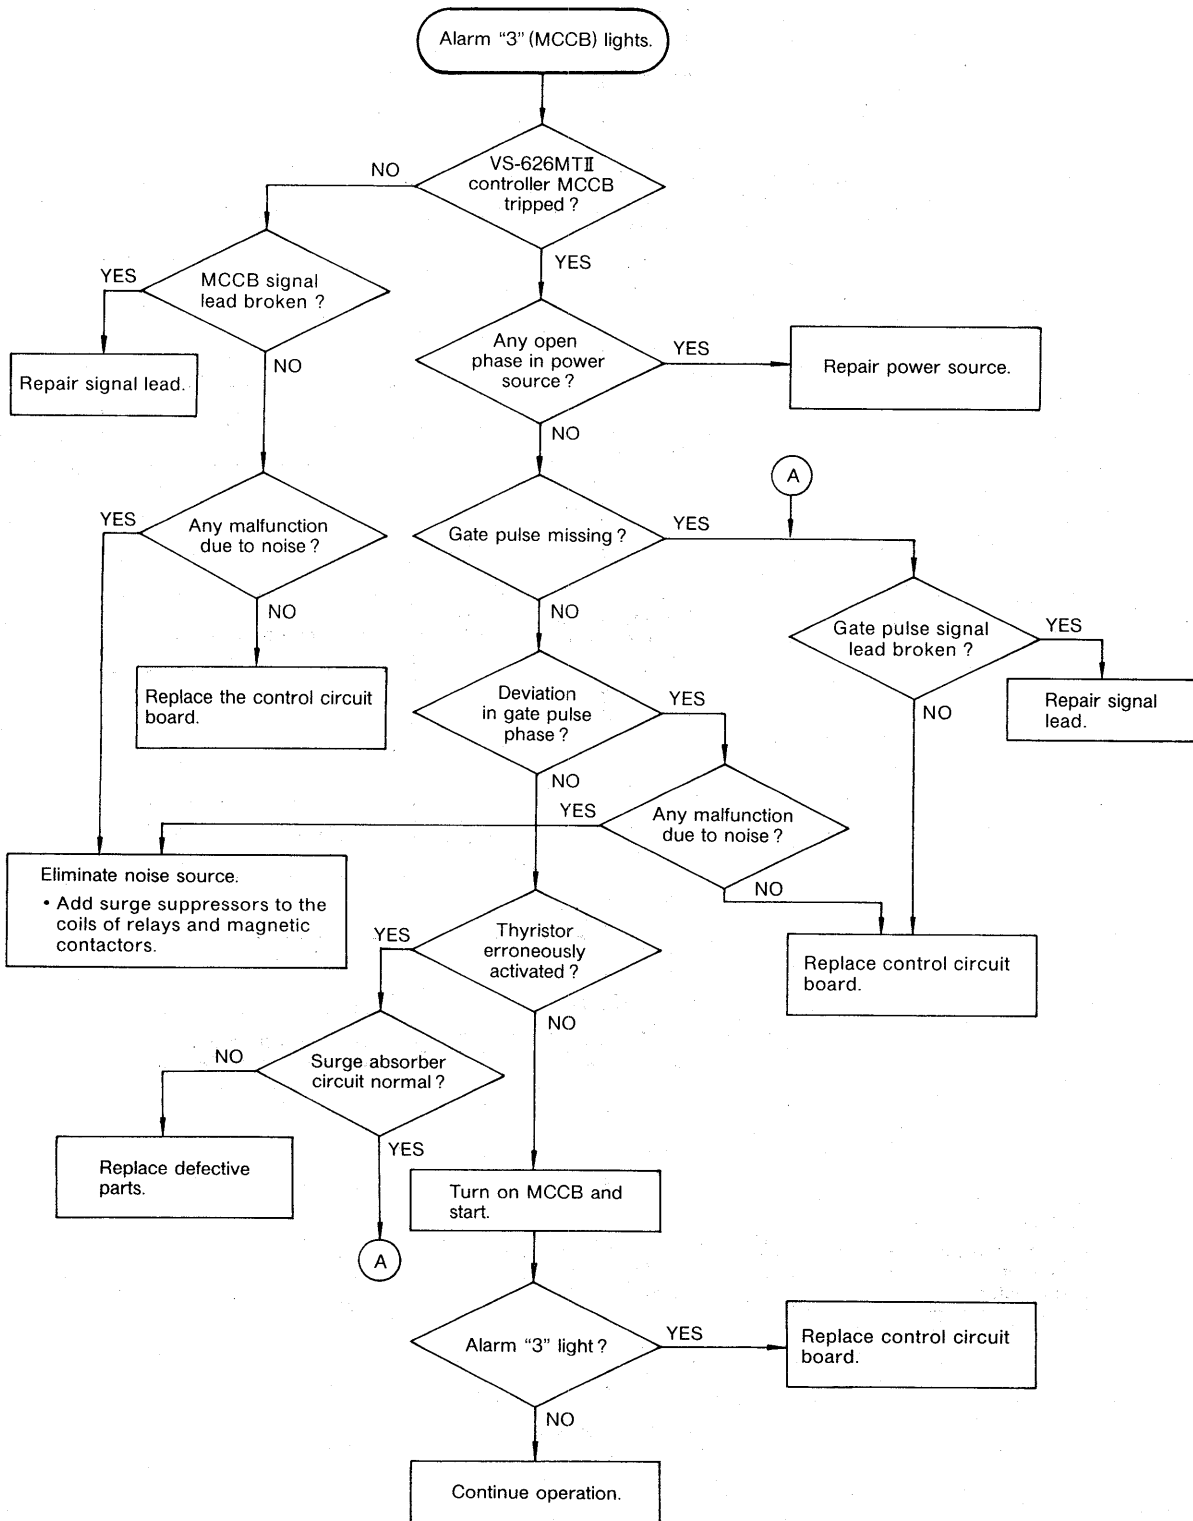 Alarm “3” (MCCB) lights.
VS-626MTⅡ
controller MCCB
tripped?
NO
YES
MCCB signal
lead broken?
YES
NO
Repair signal lead.
Any open
phase in power
source?
YES
NO
Repair power source.
A
Any malfunction
due to noise?
YES
NO
Gate pulse missing?
YES
NO
Gate pulse signal
lead broken?
YES
NO
Repair signal
lead.
Replace the control circuit
board.
Deviation
in gate pulse
phase?
YES
NO
Any malfunction
due to noise?
YES
NO
Eliminate noise source.
• Add surge suppressors to the
coils of relays and magnetic
contactors.
Thyristor
erroneously
activated?
YES
NO
Replace control circuit
board.
Surge absorber
circuit normal?
NO
YES
Replace defective
parts.
A
Turn on MCCB and
start.
Alarm “3” light?
YES
NO
Replace control circuit
board.
Continue operation.